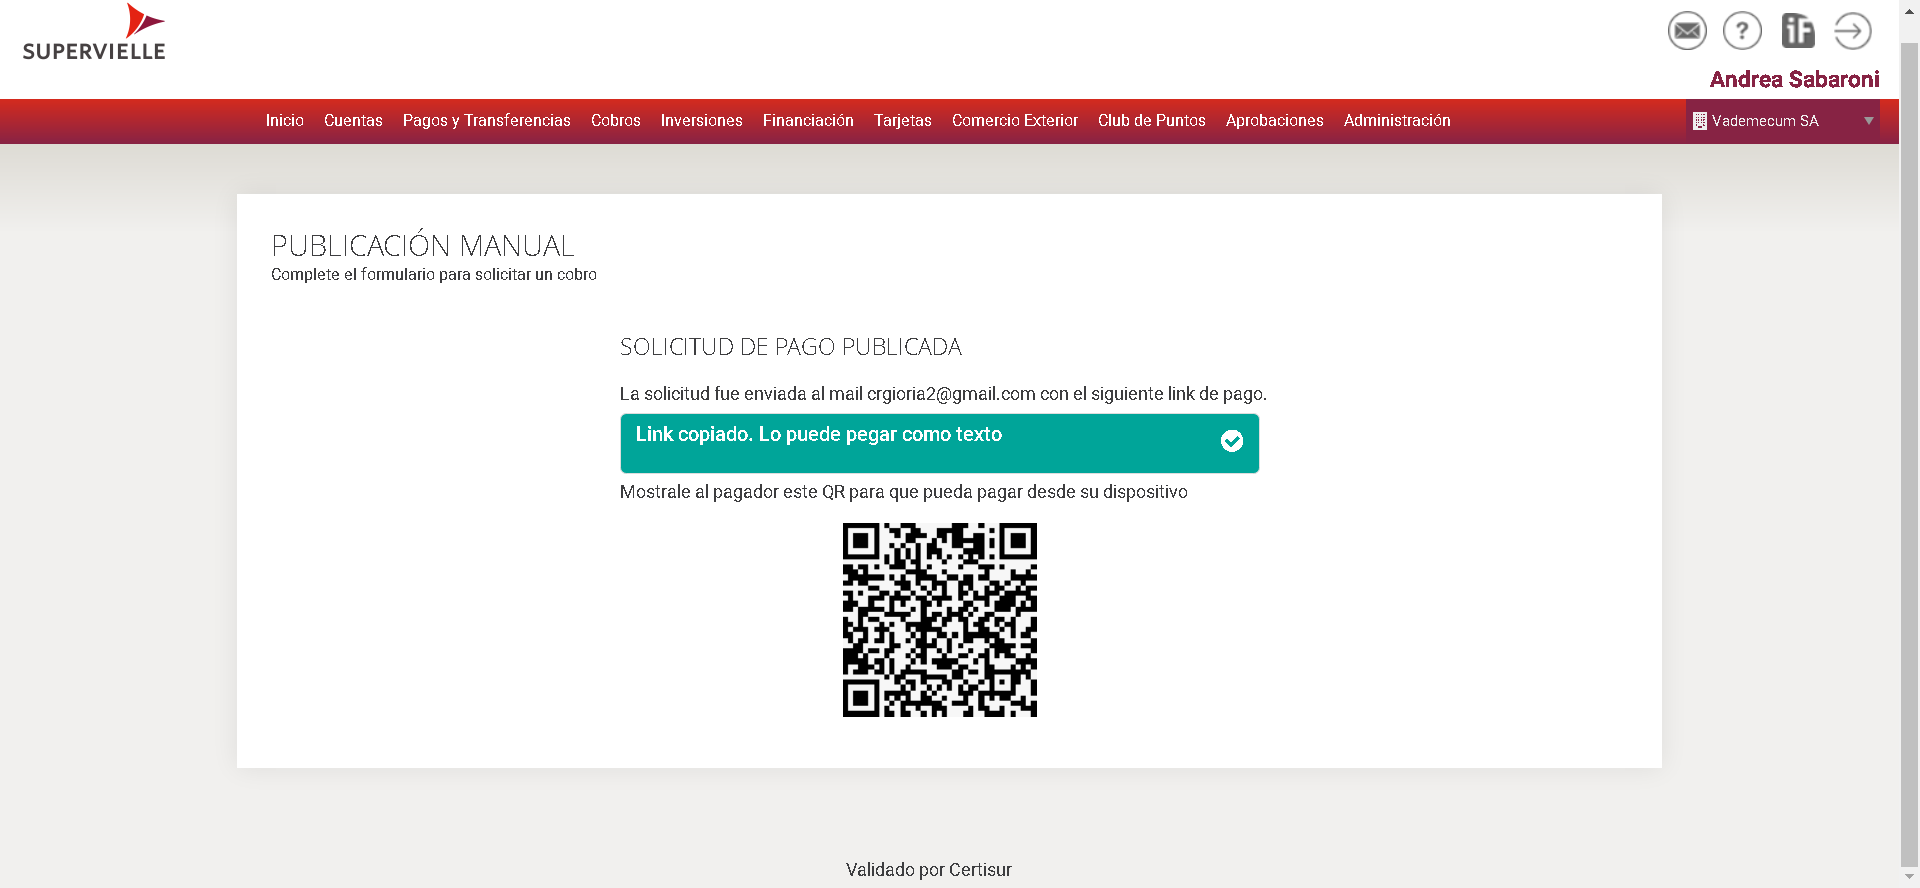 SUPERVIELLE
?
iF
Andrea Sabaroni
Inicio Cuentas Pagos y Transferencias Cobros Inversiones Financiación Tarjetas Comercio Exterior Club de Puntos Aprobaciones Administración
Vademecum SA
PUBLICACIÓN MANUAL
Complete el formulario para solicitar un cobro
SOLICITUD DE PAGO PUBLICADA
La solicitud fue enviada al mail crgioria2@gmail.com con el siguiente link de pago.
Link copiado. Lo puede pegar como texto
Mostrale al pagador este QR para que pueda pagar desde su dispositivo
Validado por Certisur